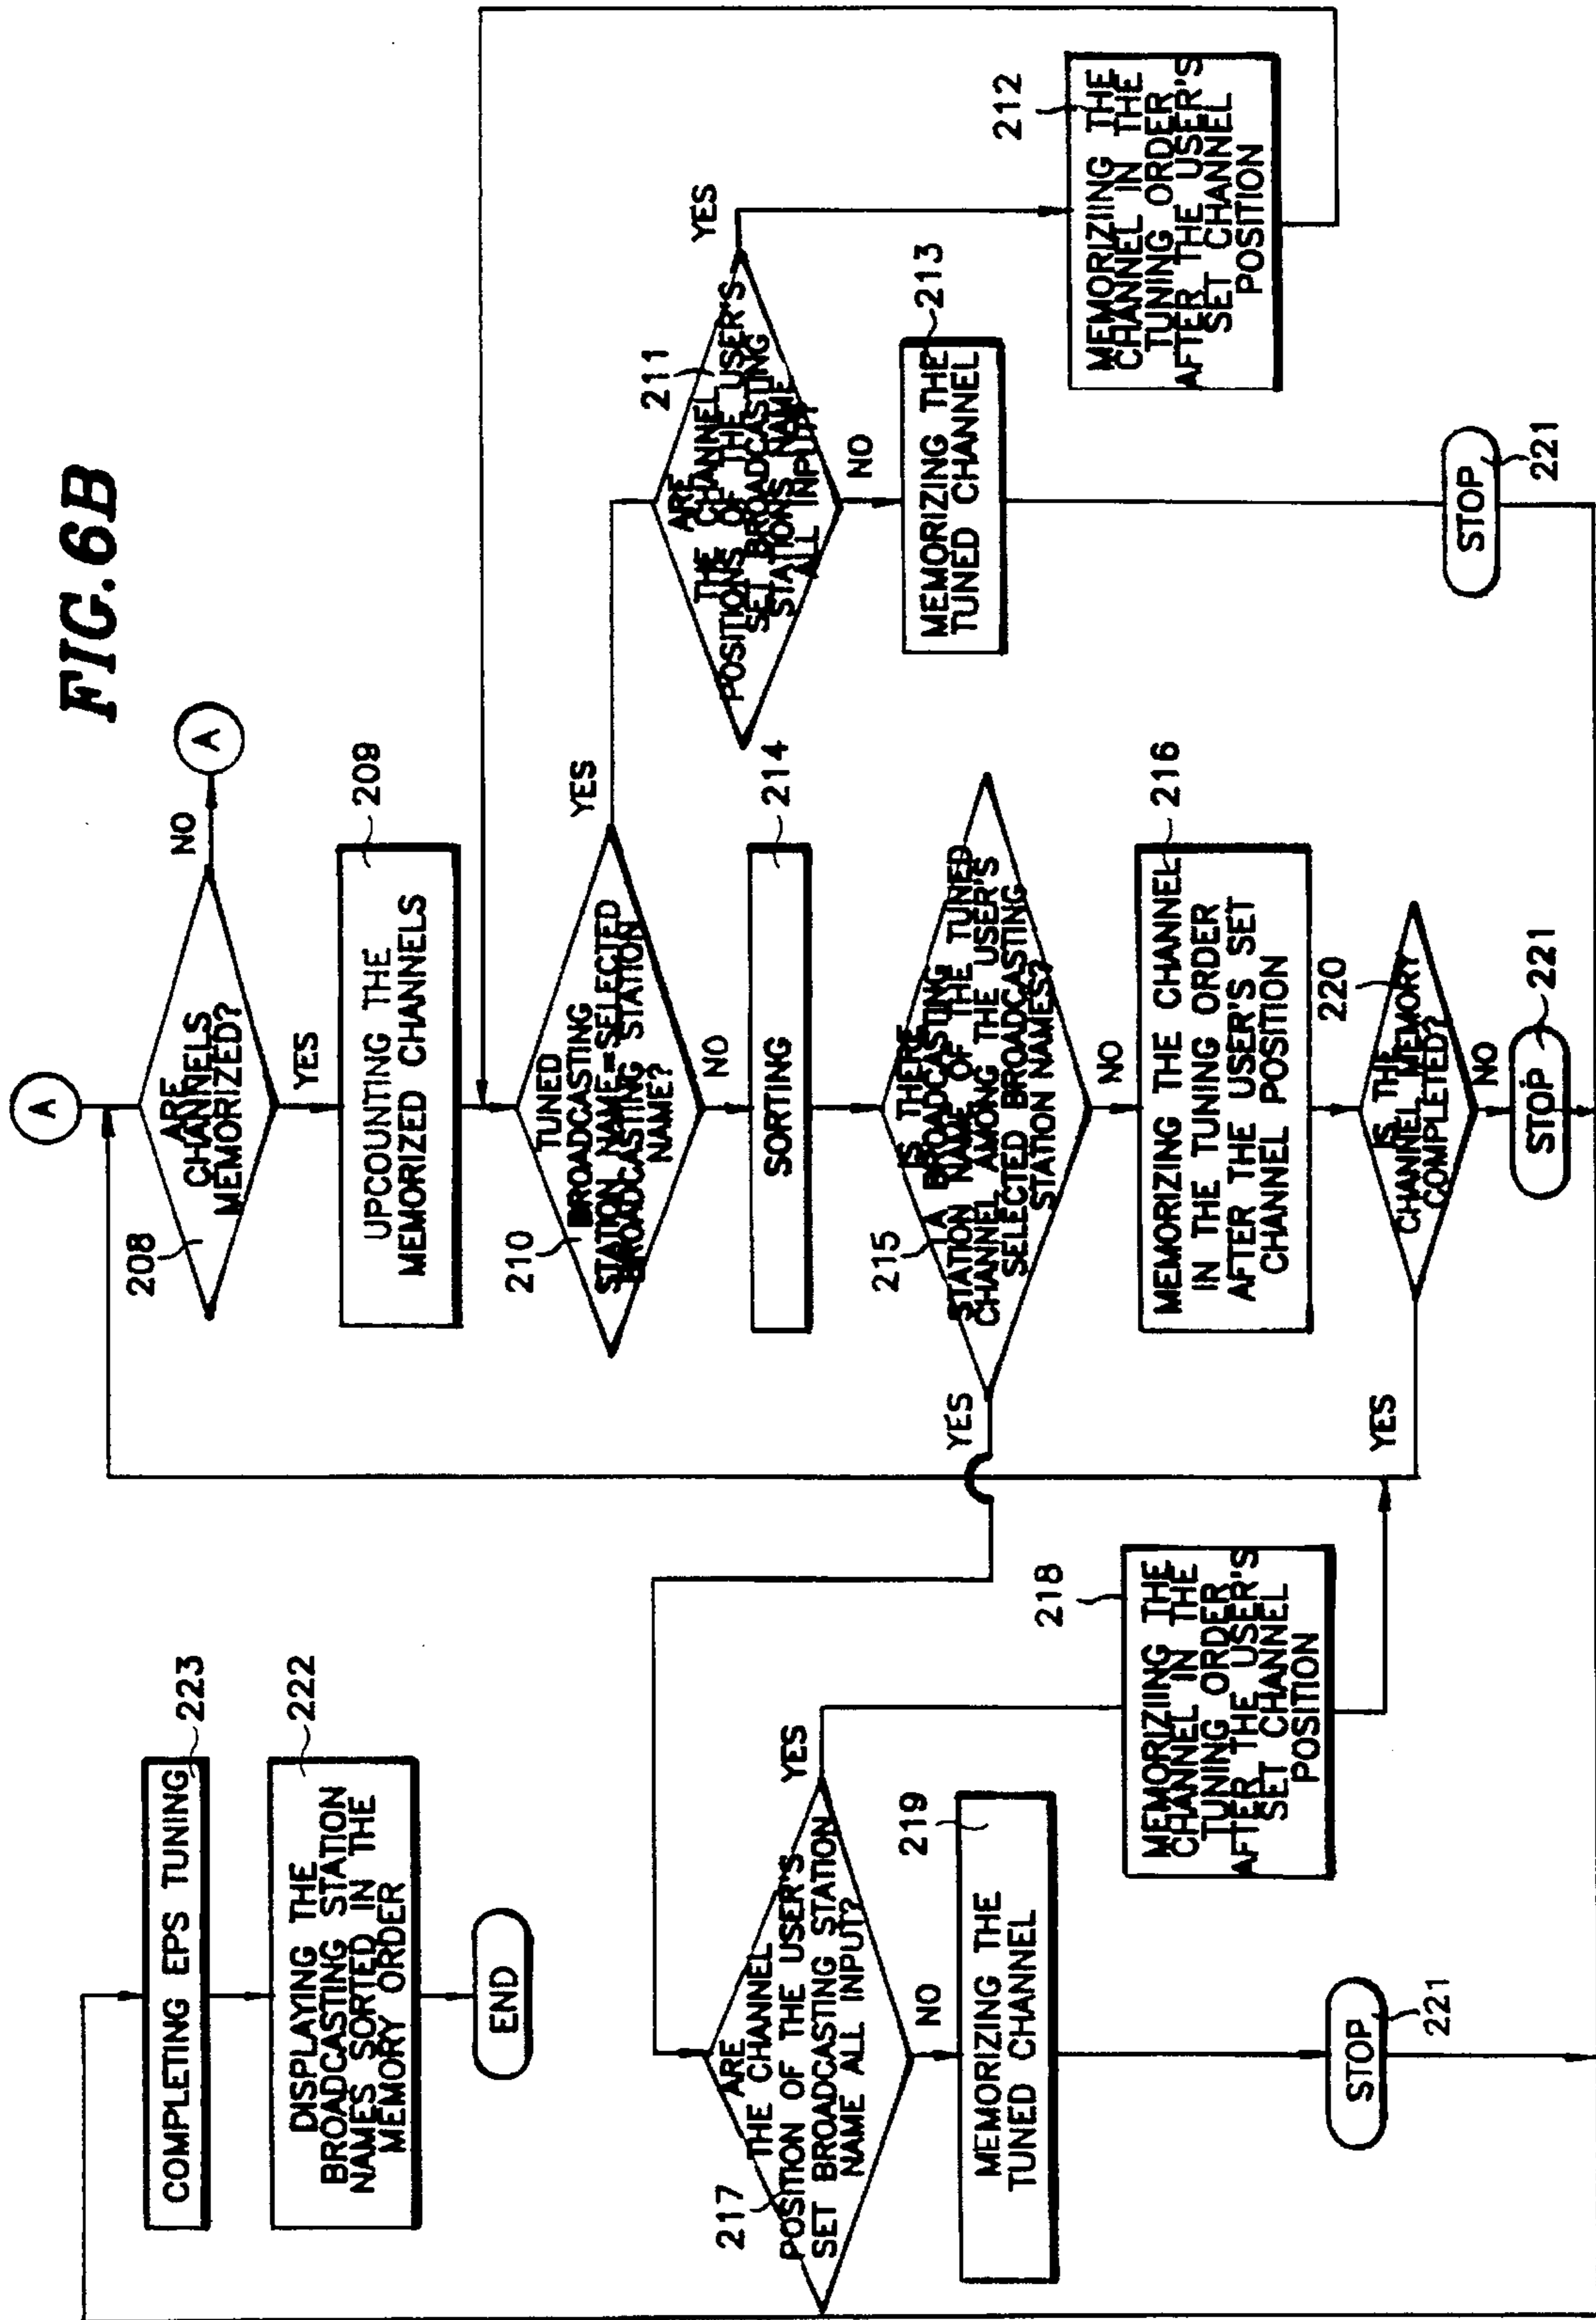 FIG.6B
A
208
ARE
CHANNELS
MEMORIZED?
NO
A
YES
UPCOUNTING THE
MEMORIZED CHANNELS
209
210
TUNED
BROADCASTING
STATION NAME=SELECTED
BROADCASTING STATION
NAME?
YES
NO
211
ARE
THE CHANNEL
POSITIONS OF THE USER'S
SET BROADCASTING
STATIONS NAME
ALL INPUT?
YES
NO
212
MEMORIZIING THE
CHANNEL IN THE
TUNING ORDER
AFTER THE USER'S
SET CHANNEL
POSITION
213
MEMORIZING THE
TUNED CHANNEL
STOP
221
SORTING
214
215
IS THERE
A BROADCASTING
STATION NAME OF THE TUNED
CHANNEL AMONG THE USER'S
SELECTED BROADCASTING
STATION NAMES?
YES
NO
MEMORIZING THE CHANNEL
IN THE TUNING ORDER
AFTER THE USER'S SET
CHANNEL POSITION
216
220
IS THE
CHANNEL MEMORY
COMPLETED?
YES
NO
STOP
221
217
ARE
THE CHANNEL
POSITION OF THE USER'S
SET BROADCASTING STATION
NAME ALL INPUT?
YES
NO
218
MEMORIZIING THE
CHANNEL IN THE
TUNING ORDER
AFTER THE USER'S
SET CHANNEL
POSITION
219
MEMORIZING THE
TUNED CHANNEL
STOP
221
COMPLETING EPS TUNING
223
DISPLAYING THE
BROADCASTING STATION
NAMES SORTED IN THE
MEMORY ORDER
222
END